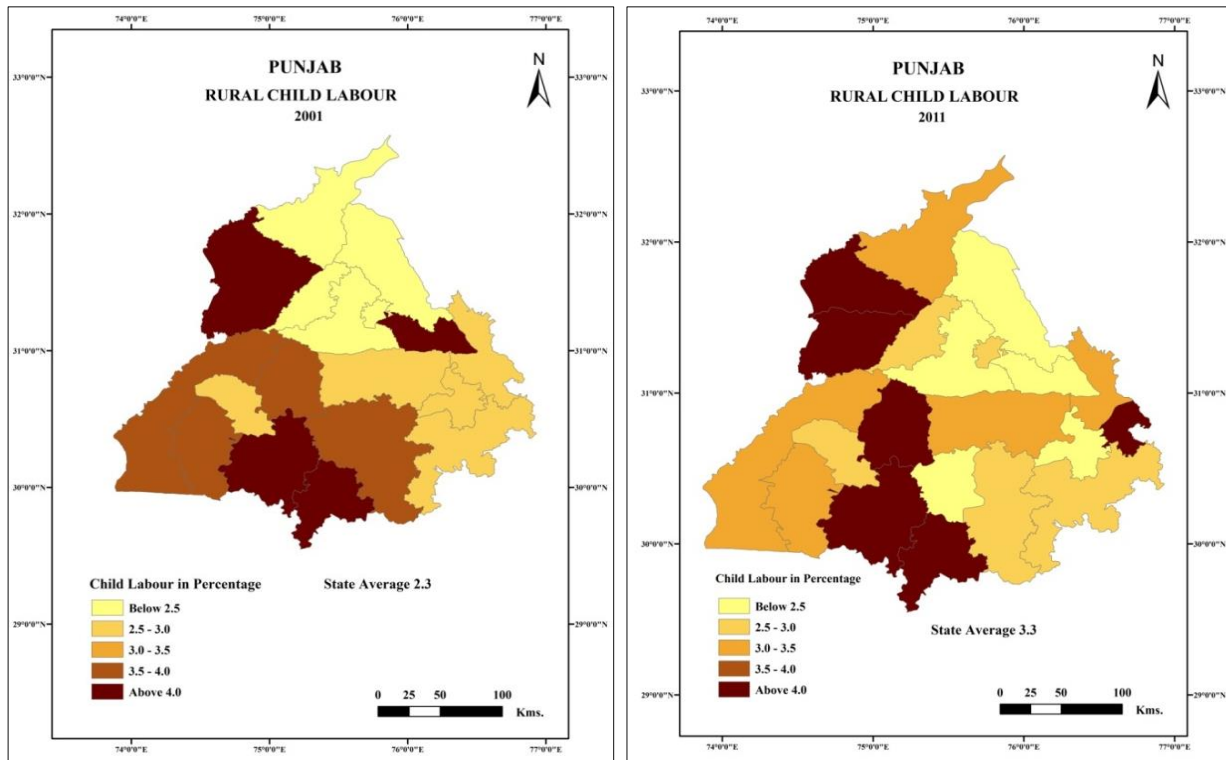 74°0'0"E 75°0'0"E 76°0'0"E 77°0'0"E
33°0'0"N 33°0'0"N
PUNJAB
RURAL CHILD LABOUR
2001
N
32°0'0"N 32°0'0"N
31°0'0"N 31°0'0"N
30°0'0"N 30°0'0"N
Child Labour in Percentage State Average 2.3
Below 2.5
2.5 - 3.0
3.0 - 3.5
3.5 - 4.0
Above 4.0
29°0'0"N 29°0'0"N
0 25 50 100
Kms.
74°0'0"E 75°0'0"E 76°0'0"E 77°0'0"E
74°0'0"E 75°0'0"E 76°0'0"E 77°0'0"E
33°0'0"N 33°0'0"N
PUNJAB
RURAL CHILD LABOUR
2011
N
32°0'0"N 32°0'0"N
31°0'0"N 31°0'0"N
30°0'0"N 30°0'0"N
Child Labour in Percentage
Below 2.5
2.5 - 3.0
State Average 3.3
3.0 - 3.5
3.5 - 4.0
Above 4.0
29°0'0"N 29°0'0"N
0 25 50 100
Kms.
74°0'0"E 75°0'0"E 76°0'0"E 77°0'0"E